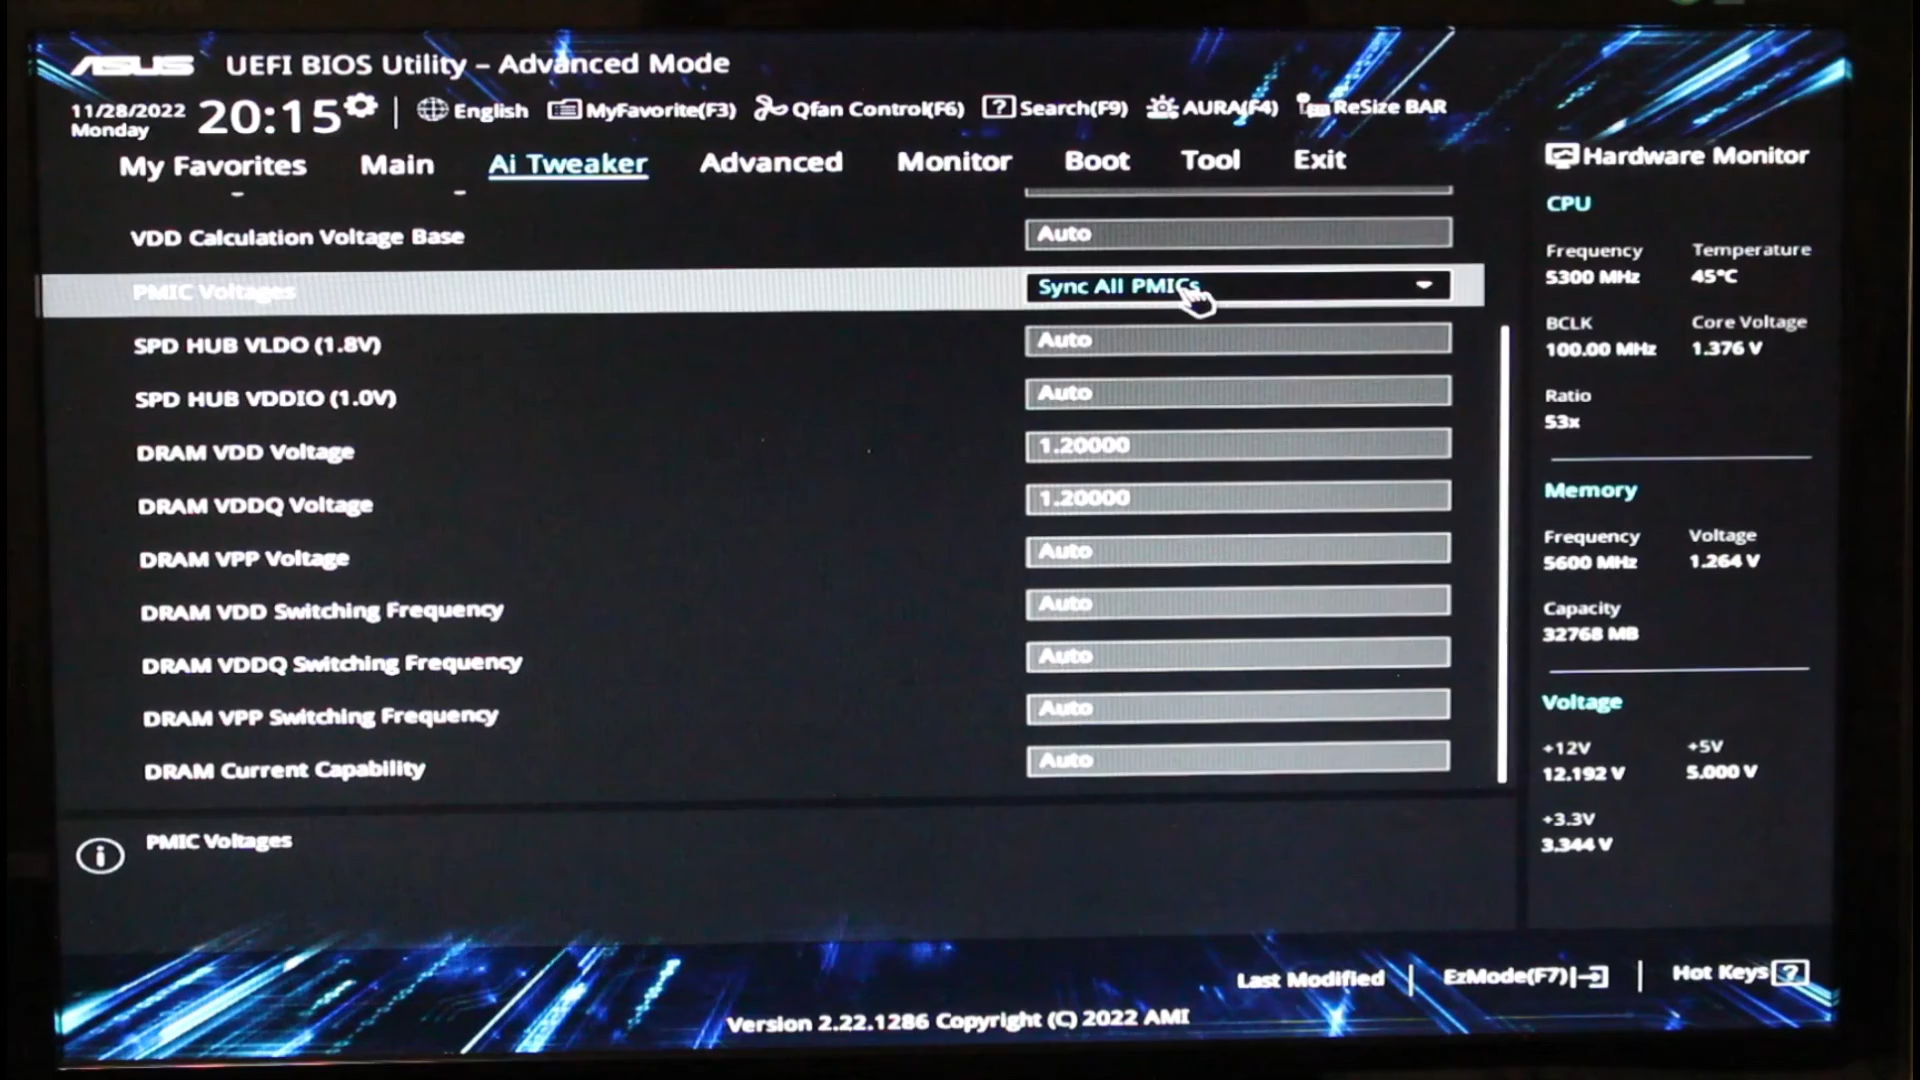 ASUS UEFI BIOS Utility – Advanced Mode
11/28/2022 Monday 20:15 English MyFavorite(F3) Qfan Control(F6) Search(F9) AURA(F4) ReSize BAR
My Favorites Main Ai Tweaker Advanced Monitor Boot Tool Exit
VDD Calculation Voltage Base Auto
PMIC Voltages Sync All PMICs
SPD HUB VLDO (1.8V) Auto
SPD HUB VDDIO (1.0V) Auto
DRAM VDD Voltage 1.20000
DRAM VDDQ Voltage 1.20000
DRAM VPP Voltage Auto
DRAM VDD Switching Frequency Auto
DRAM VDDQ Switching Frequency Auto
DRAM VPP Switching Frequency Auto
DRAM Current Capability Auto
PMIC Voltages
Hardware Monitor
CPU
Frequency Temperature
5300 MHz 45°C
BCLK Core Voltage
100.00 MHz 1.376 V
Ratio
53x
Memory
Frequency Voltage
5600 MHz 1.264 V
Capacity
32768 MB
Voltage
+12V +5V
12.192 V 5.000 V
+3.3V
3.344 V
Last Modified EzMode(F7) Hot Keys ?
Version 2.22.1286 Copyright (C) 2022 AMI